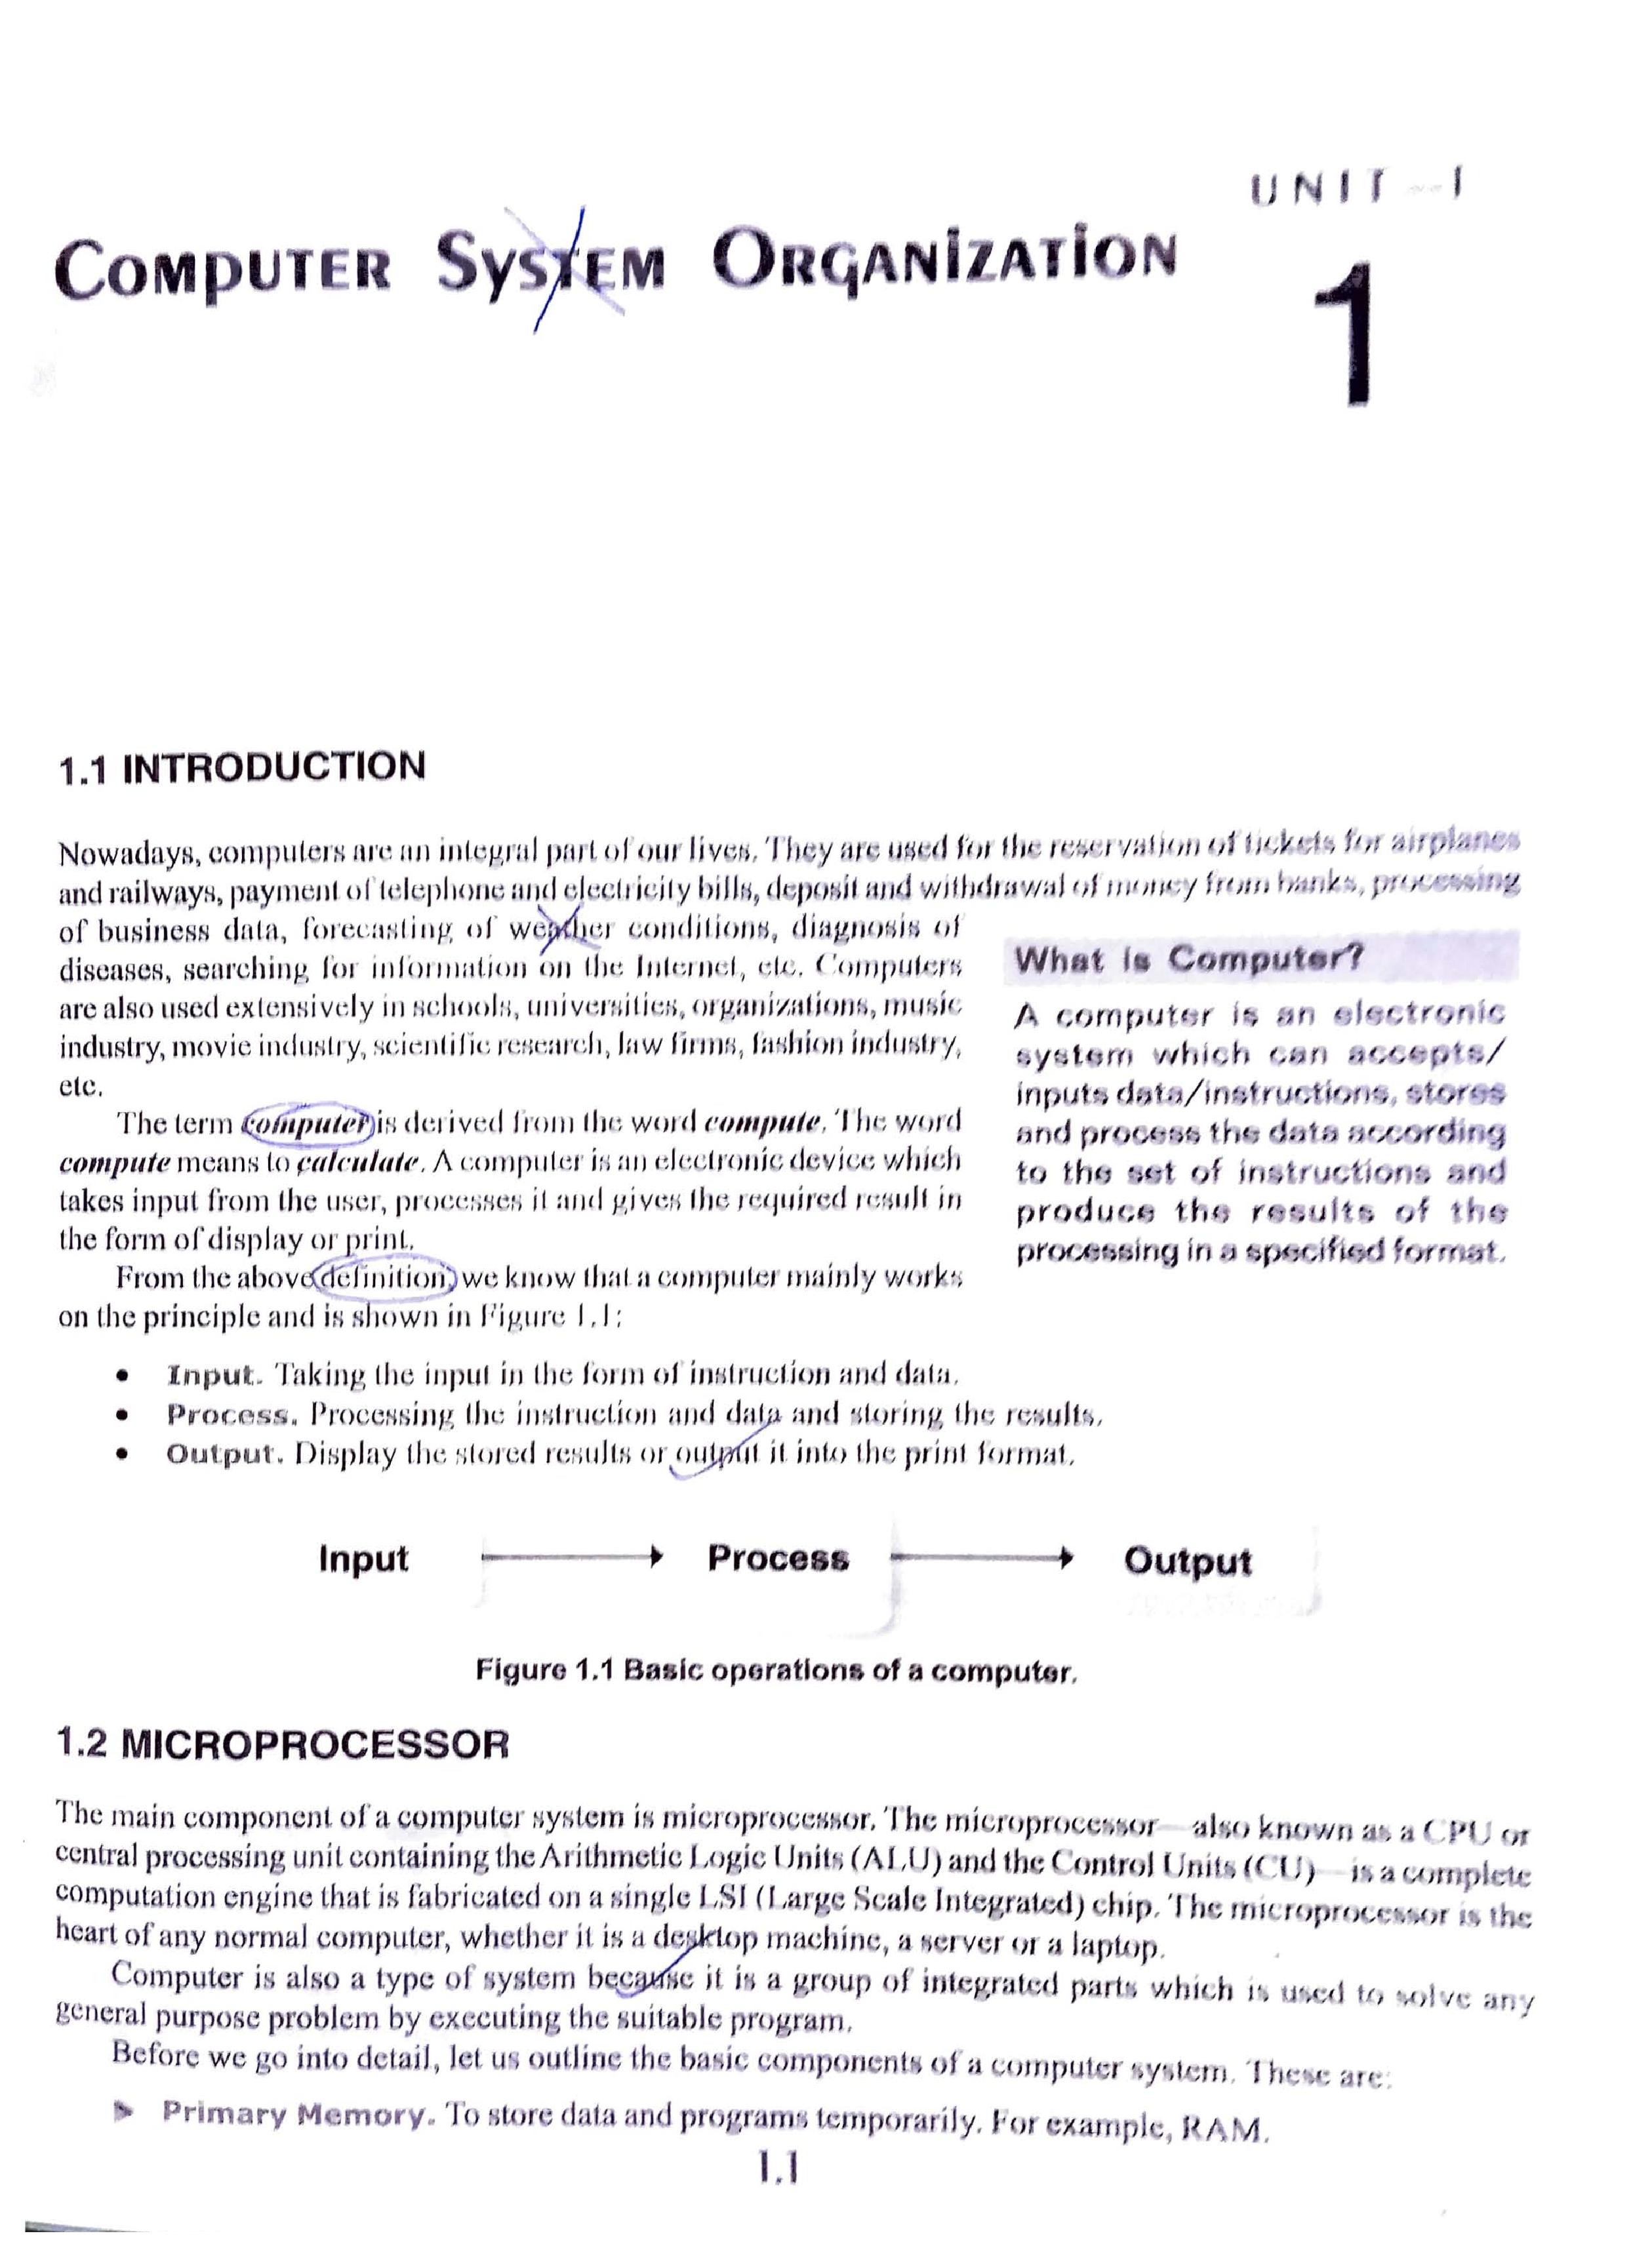 UNIT - 1
COMPUTER SYSTEM ORGANIZATION
1
1.1 INTRODUCTION
Nowadays, computers are an integral part of our lives. They are used for the reservation of tickets for airplanes
and railways, payment of telephone and electricity bills, deposit and withdrawal of money from banks, processing
of business data, forecasting of weather conditions, diagnosis of
diseases, searching for information on the Internet, etc. Computers
are also used extensively in schools, universities, organizations, music
industry, movie industry, scientific research, law firms, fashion industry,
etc.
The term computer is derived from the word compute. The word
compute means to calculate. A computer is an electronic device which
takes input from the user, processes it and gives the required result in
the form of display or print.
From the above definition, we know that a computer mainly works
on the principle and is shown in Figure 1.1:
What is Computer?
A computer is an electronic
system which can accepts/
inputs data/instructions, stores
and process the data according
to the set of instructions and
produce the results of the
processing in a specified format.
• Input. Taking the input in the form of instruction and data.
• Process. Processing the instruction and data and storing the results.
• Output. Display the stored results or output it into the print format.
Input → Process → Output
Figure 1.1 Basic operations of a computer.
1.2 MICROPROCESSOR
The main component of a computer system is microprocessor. The microprocessor—also known as a CPU or
central processing unit containing the Arithmetic Logic Units (ALU) and the Control Units (CU)—is a complete
computation engine that is fabricated on a single LSI (Large Scale Integrated) chip. The microprocessor is the
heart of any normal computer, whether it is a desktop machine, a server or a laptop.
Computer is also a type of system because it is a group of integrated parts which is used to solve any
general purpose problem by executing the suitable program.
Before we go into detail, let us outline the basic components of a computer system. These are:
➤ Primary Memory. To store data and programs temporarily. For example, RAM.
1.1